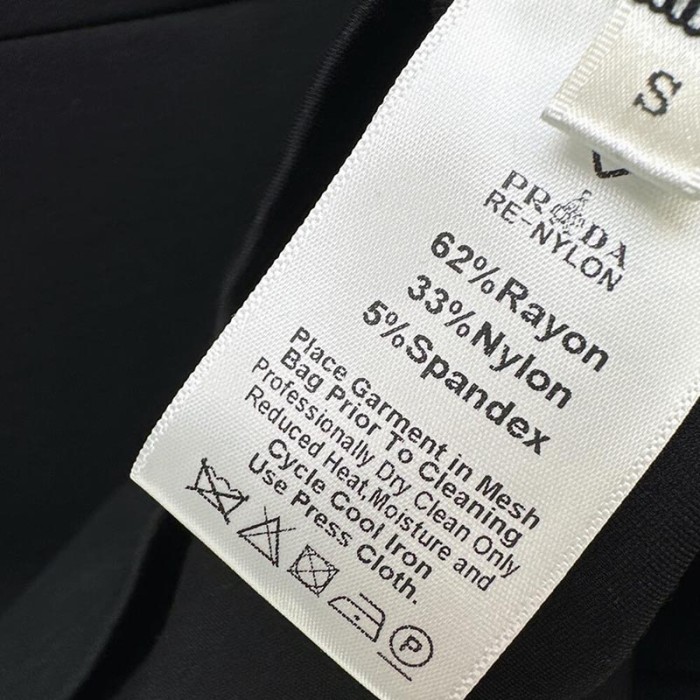 S
PRADA
RE-NYLON
62%Rayon
33%Nylon
5%Spandex
Place Garment in Mesh
Bag Prior To Cleaning
Professionally Dry Clean Only
Reduced Heat,Moisture and
Cycle Cool Iron
Use Press Cloth.
P